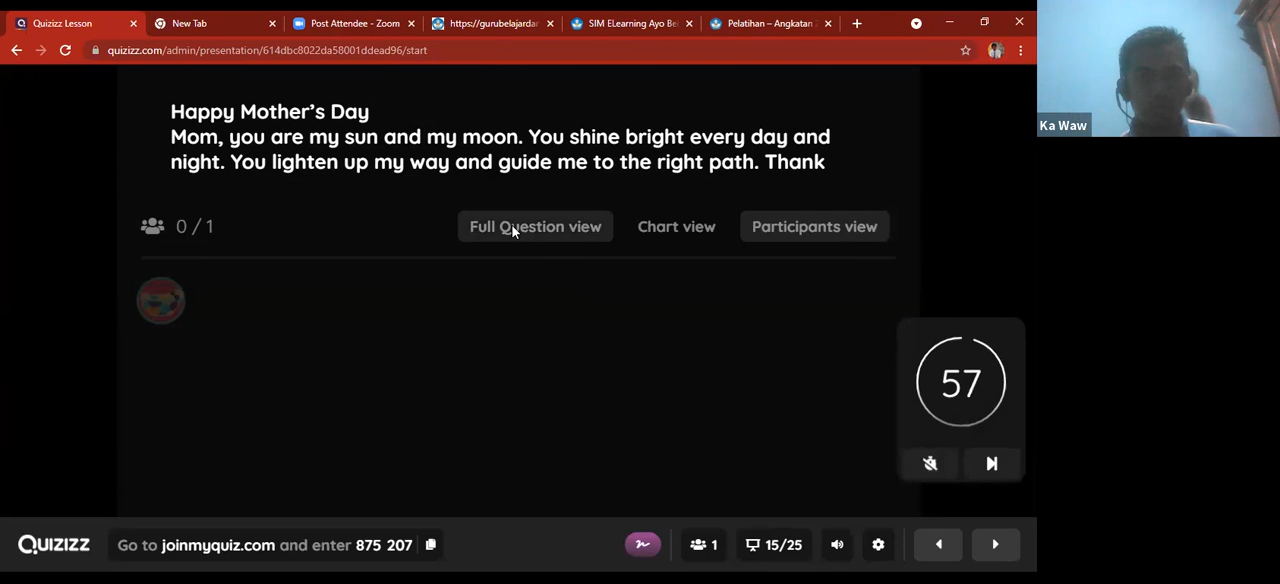 Quizizz Lesson
New Tab
Post Attendee - Zoom
https://gurubelajardar
SIM ELearning Ayo Be
Pelatihan – Angkatan
quizizz.com/admin/presentation/614dbc8022da58001ddead96/start
Ka Waw
Happy Mother's Day
Mom, you are my sun and my moon. You shine bright every day and
night. You lighten up my way and guide me to the right path. Thank
0 / 1
Full Question view
Chart view
Participants view
57
QUIZIZZ
Go to joinmyquiz.com and enter 875 207
1
15/25